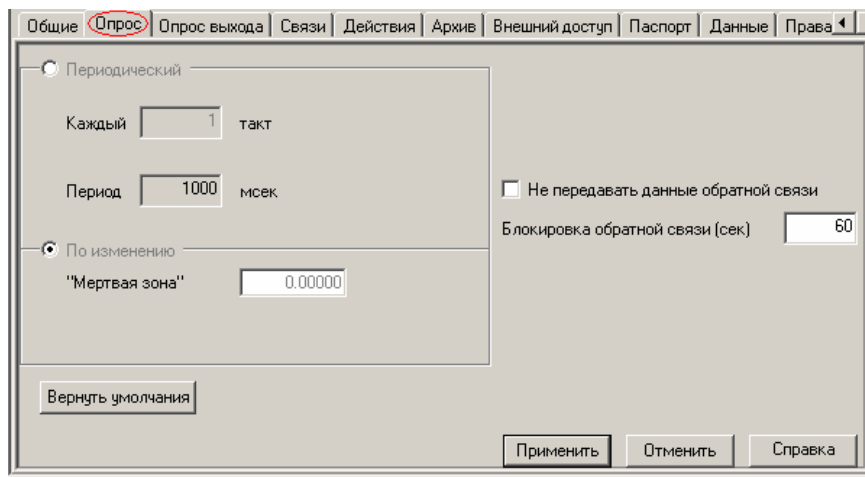 Общие Опрос Опрос выхода Связи Действия Архив Внешний доступ Паспорт Данные Права
Периодический
Каждый 1 такт
Период 1000 мсек
Не передавать данные обратной связи
Блокировка обратной связи (сек) 60
По изменению
"Мертвая зона" 0.00000
Вернуть умолчания
Применить Отменить Справка